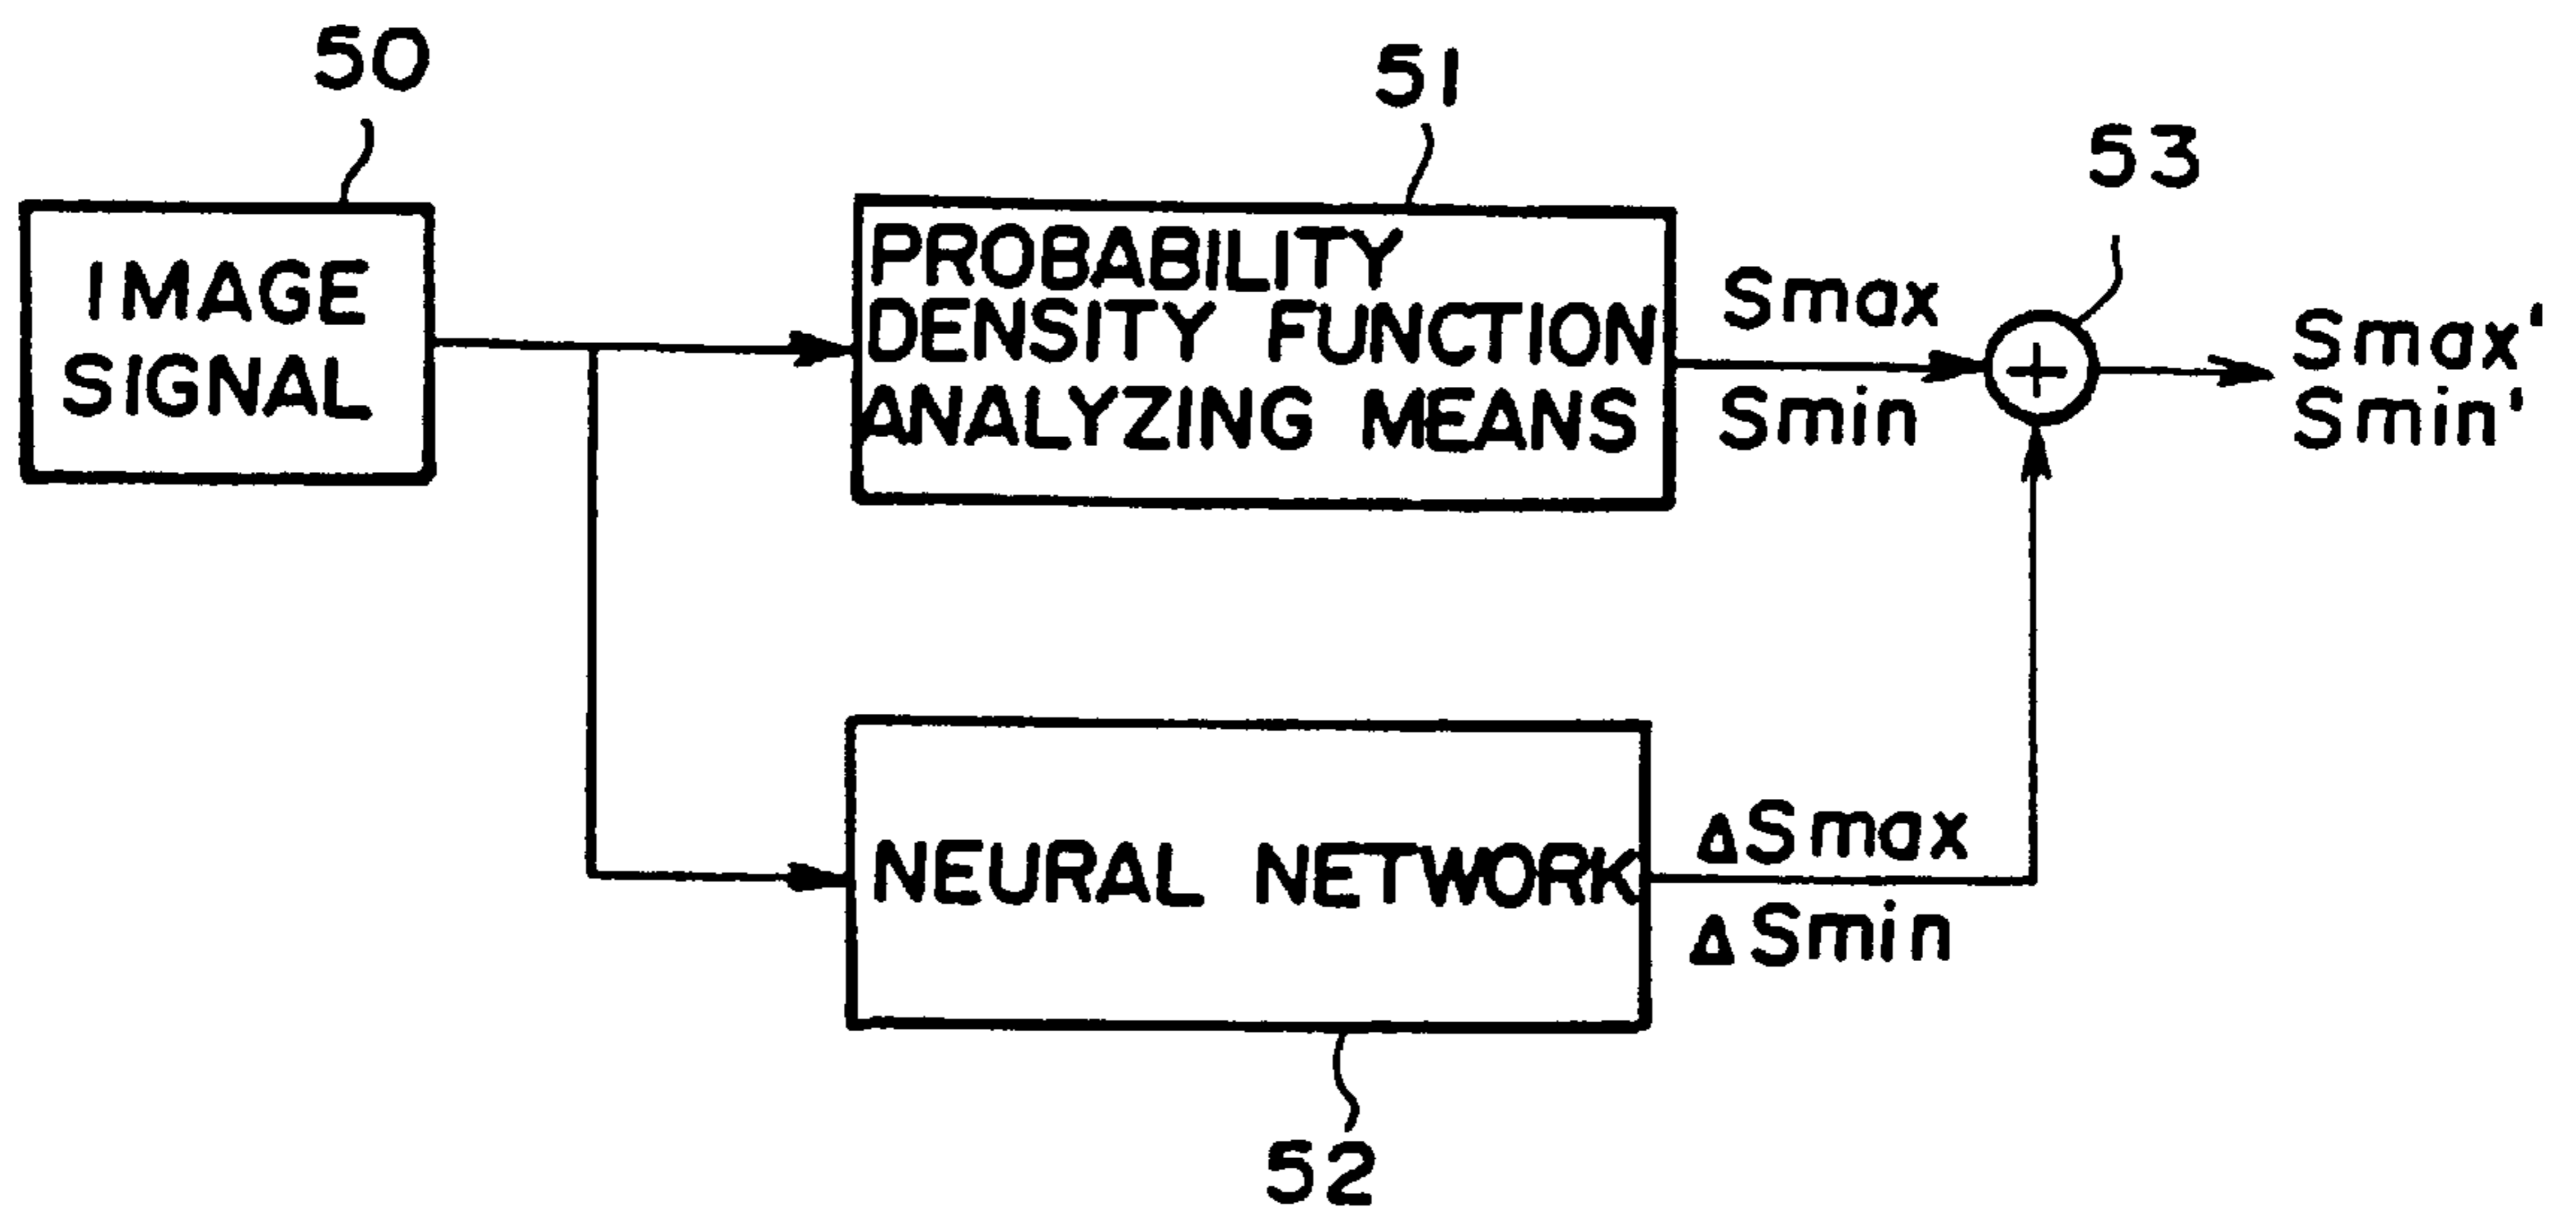 50
51
53
IMAGE
SIGNAL
PROBABILITY
DENSITY FUNCTION
ANALYZING MEANS
Smax
Smin
+
Smax'
Smin'
NEURAL NETWORK
ΔSmax
ΔSmin
52